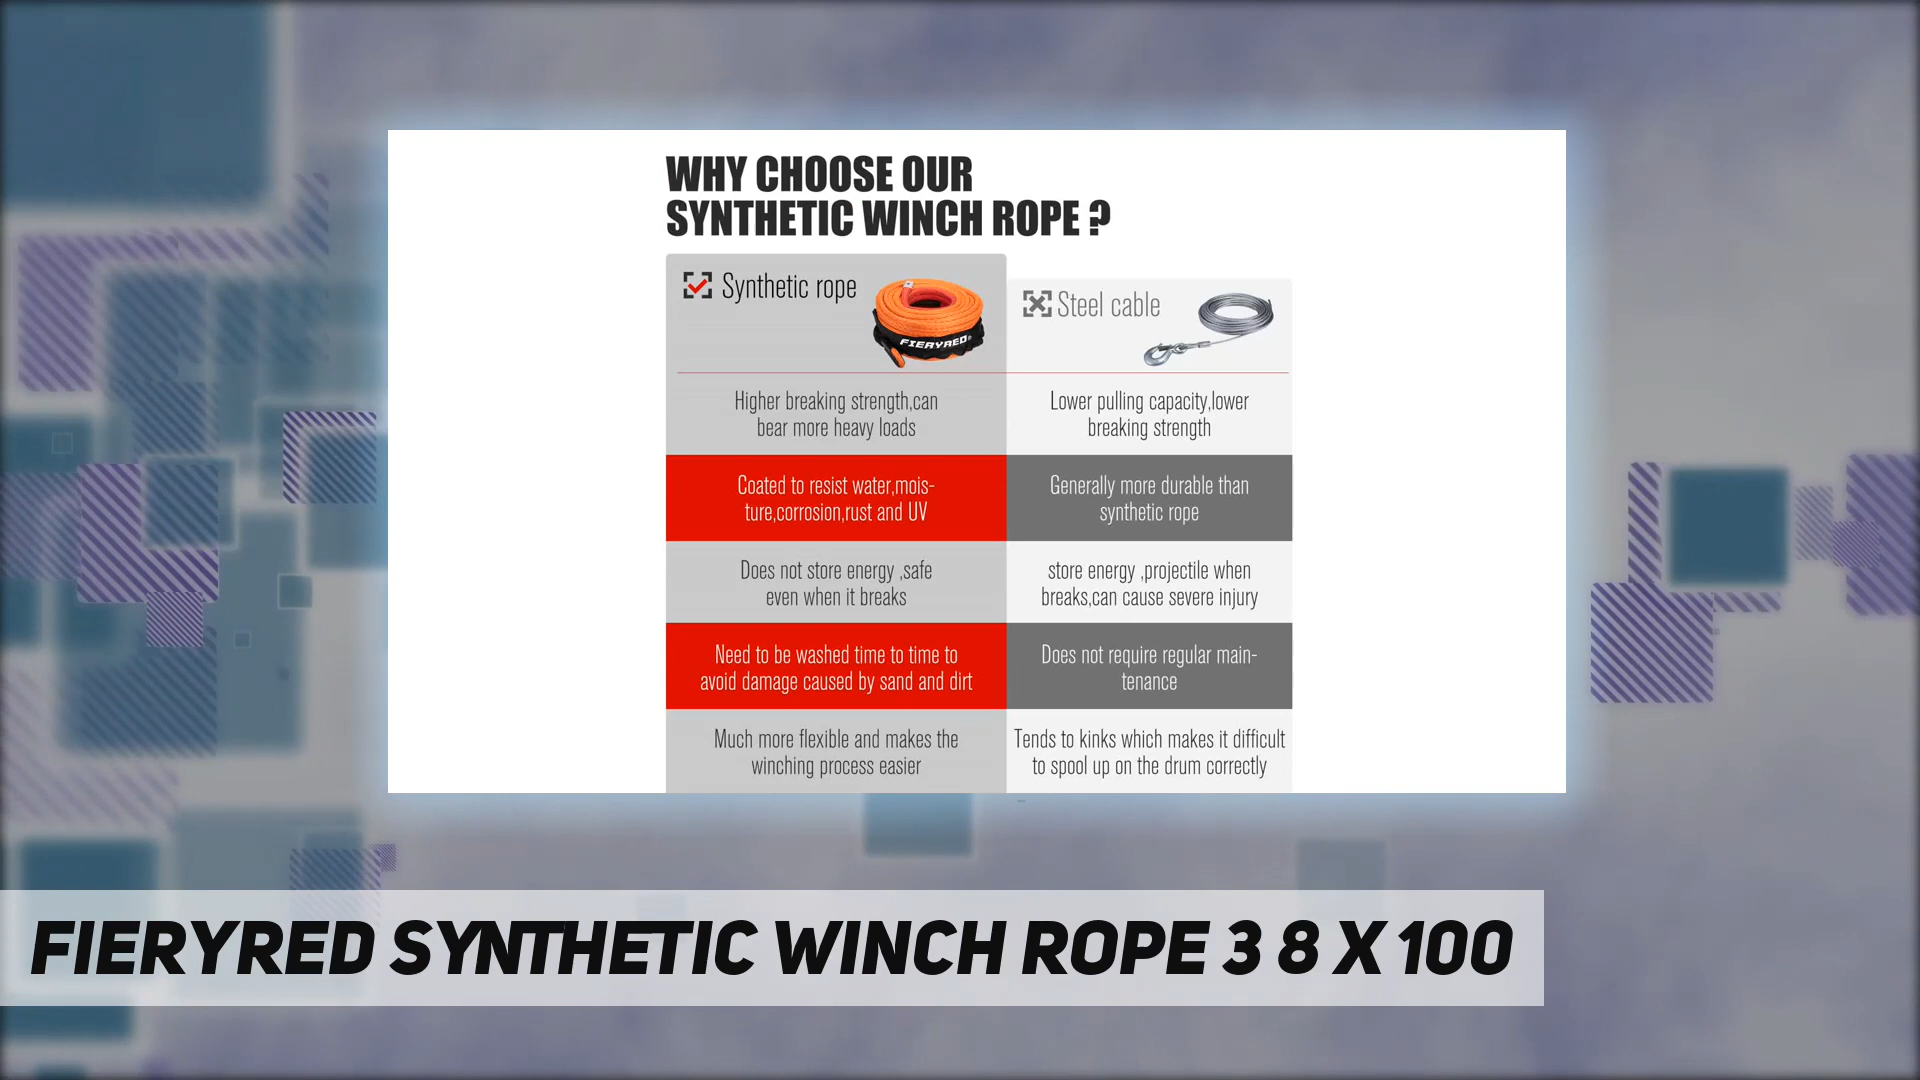 WHY CHOOSE OUR
SYNTHETIC WINCH ROPE ?
Synthetic rope
FIERYRED
Steel cable
Higher breaking strength,can
bear more heavy loads
Lower pulling capacity,lower
breaking strength
Coated to resist water,mois-
ture,corrosion,rust and UV
Generally more durable than
synthetic rope
Does not store energy ,safe
even when it breaks
store energy ,projectile when
breaks,can cause severe injury
Need to be washed time to time to
avoid damage caused by sand and dirt
Does not require regular main-
tenance
Much more flexible and makes the
winching process easier
Tends to kinks which makes it difficult
to spool up on the drum correctly
FIERYRED SYNTHETIC WINCH ROPE 3 8 X 100